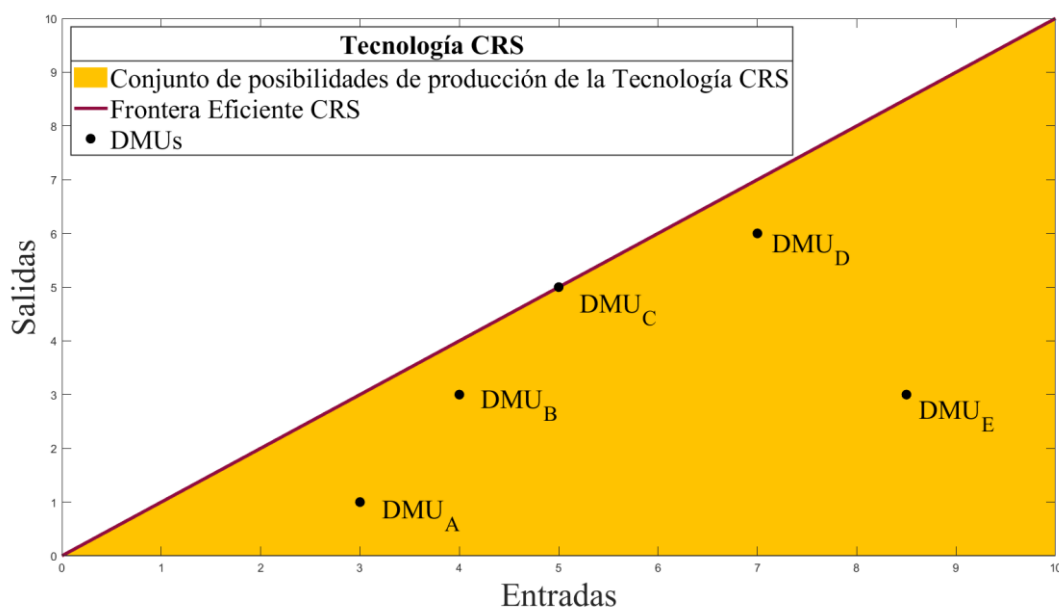 Tecnología CRS
Conjunto de posibilidades de producción de la Tecnología CRS
Frontera Eficiente CRS
DMUs
10
9
8
7
6
5
4
3
2
1
0
Salidas
DMU_D
DMU_C
DMU_B
DMU_E
DMU_A
0 1 2 3 4 5 6 7 8 9 10
Entradas